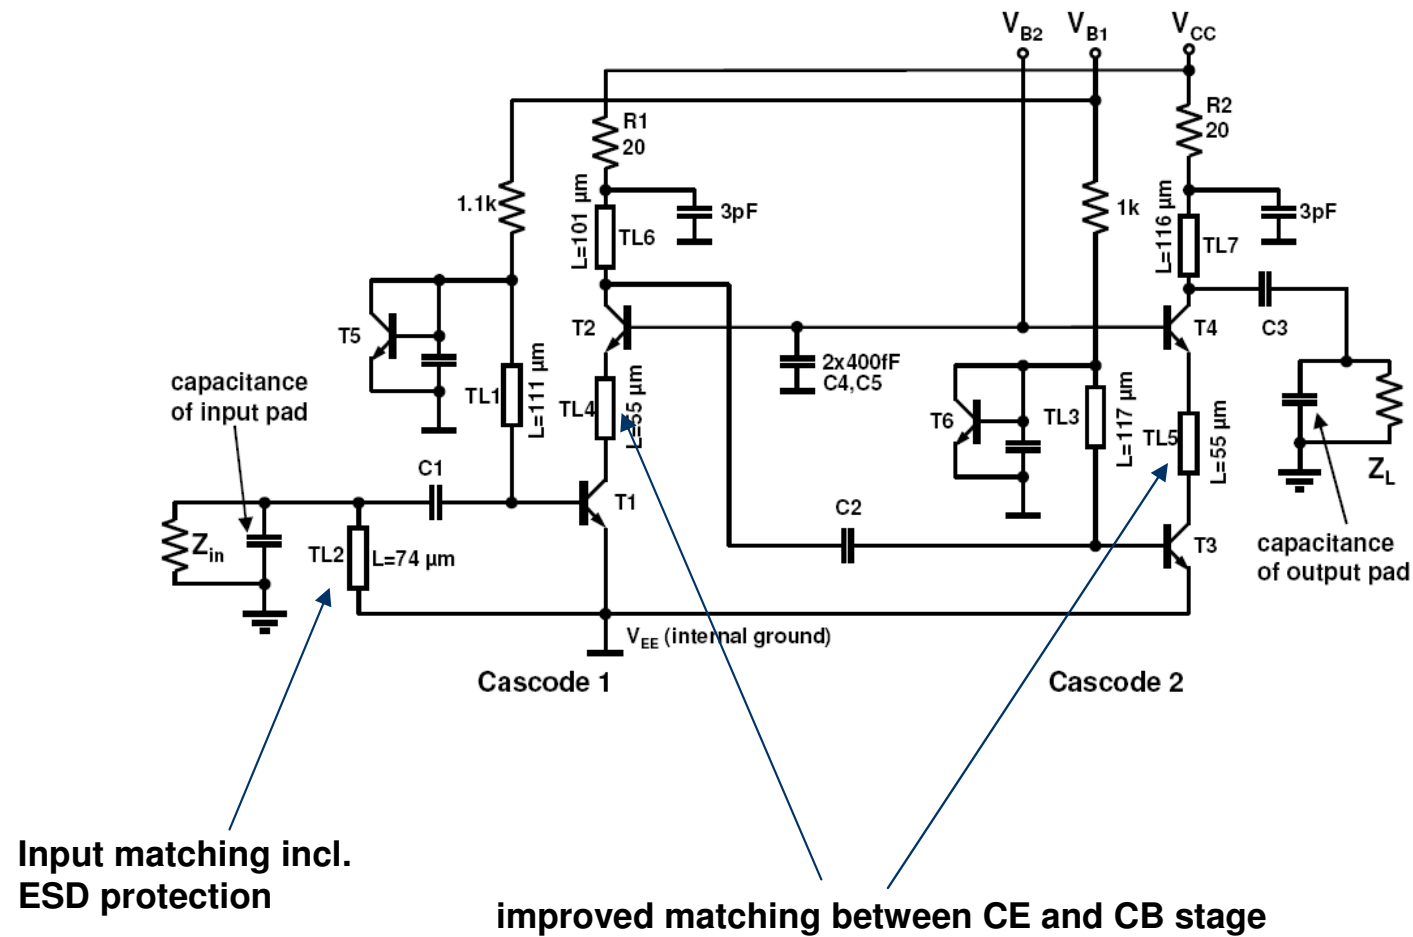 V_B2 V_B1 V_CC
R1
20
R2
20
1.1k
L=101 µm
TL6
3pF
1k
L=116 µm
TL7
3pF
T5
T2
T4
C3
2x400fF
C4,C5
capacitance
of input pad
TL1
L=111 µm
TL4
L=55 µm
T6
TL3
L=117 µm
TL5
L=55 µm
Z_L
C1
T1
C2
T3
Z_in
TL2
L=74 µm
capacitance
of output pad
V_EE (internal ground)
Cascode 1
Cascode 2
Input matching incl.
ESD protection
improved matching between CE and CB stage